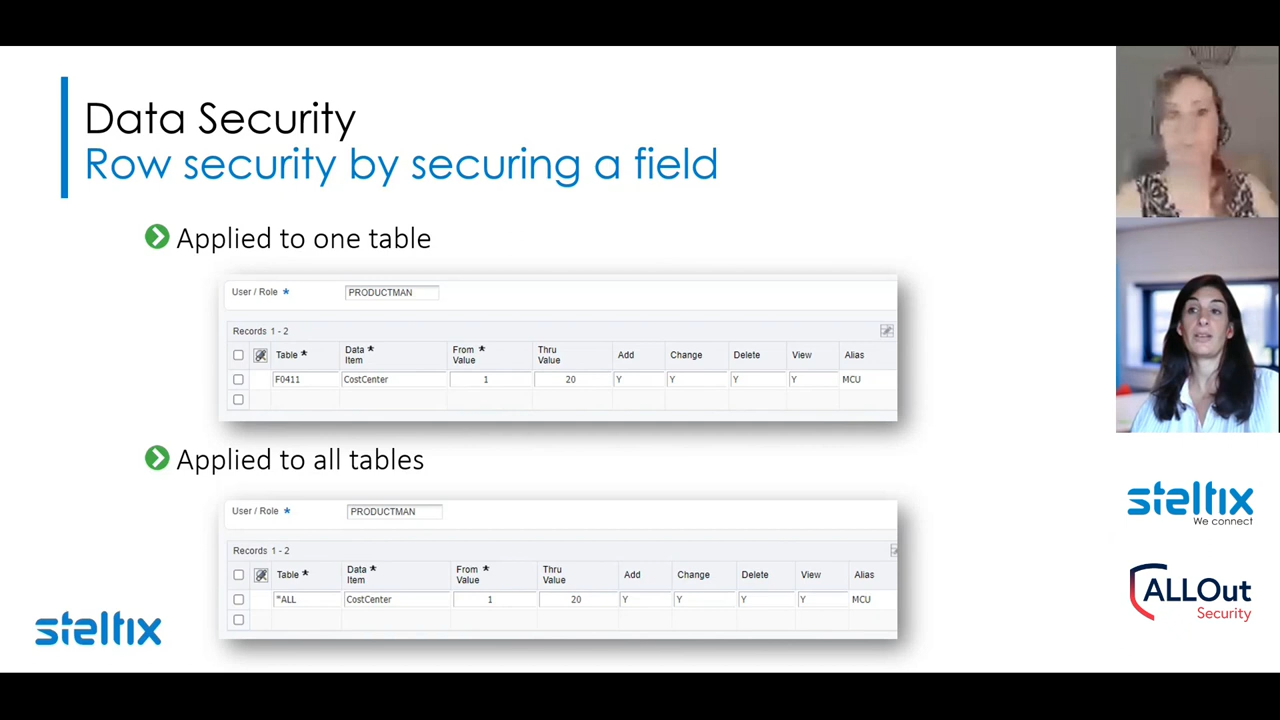 Data Security
Row security by securing a field
Applied to one table
User / Role * PRODUCTMAN
Records 1 - 2
Table * Data * Item From * Value Thru Value Add Change Delete View Alias
F0411 CostCenter 1 20 Y Y Y Y MCU
Applied to all tables
User / Role * PRODUCTMAN
Records 1 - 2
Table * Data * Item From * Value Thru Value Add Change Delete View Alias
*ALL CostCenter 1 20 Y Y Y Y MCU
steltix
steltix
We connect
ALLOut
Security